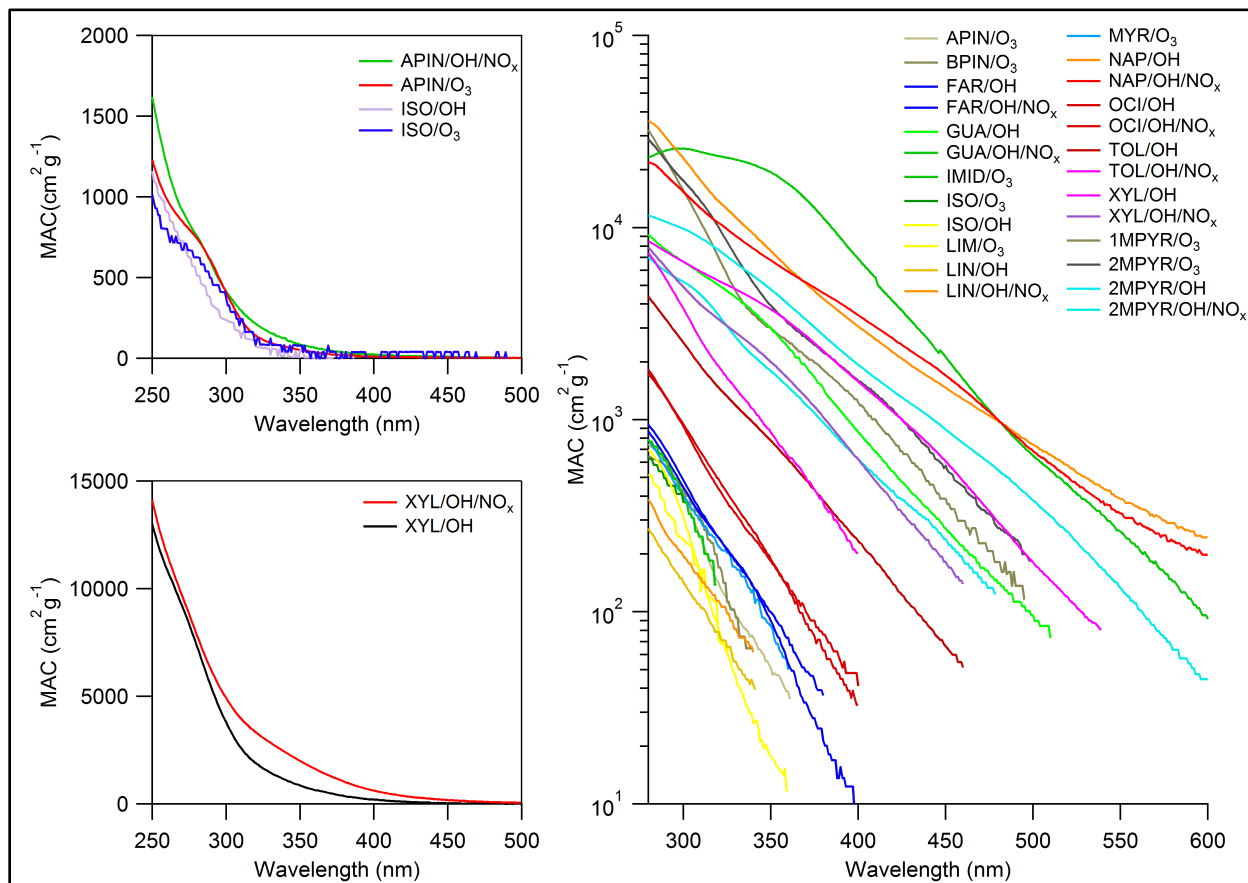 2000
1500
1000
500
0
MAC(cm² g⁻¹)
APIN/OH/NOₓ
APIN/O₃
ISO/OH
ISO/O₃
250 300 350 400 450 500
Wavelength (nm)
15000
10000
5000
0
MAC (cm² g⁻¹)
XYL/OH/NOₓ
XYL/OH
250 300 350 400 450 500
Wavelength (nm)
10⁵
10⁴
10³
10²
10¹
MAC (cm² g⁻¹)
APIN/O₃
BPIN/O₃
FAR/OH
FAR/OH/NOₓ
GUA/OH
GUA/OH/NOₓ
IMID/O₃
ISO/O₃
ISO/OH
LIM/O₃
LIN/OH
LIN/OH/NOₓ
MYR/O₃
NAP/OH
NAP/OH/NOₓ
OCI/OH
OCI/OH/NOₓ
TOL/OH
TOL/OH/NOₓ
XYL/OH
XYL/OH/NOₓ
1MPYR/O₃
2MPYR/O₃
2MPYR/OH
2MPYR/OH/NOₓ
300 350 400 450 500 550 600
Wavelength (nm)